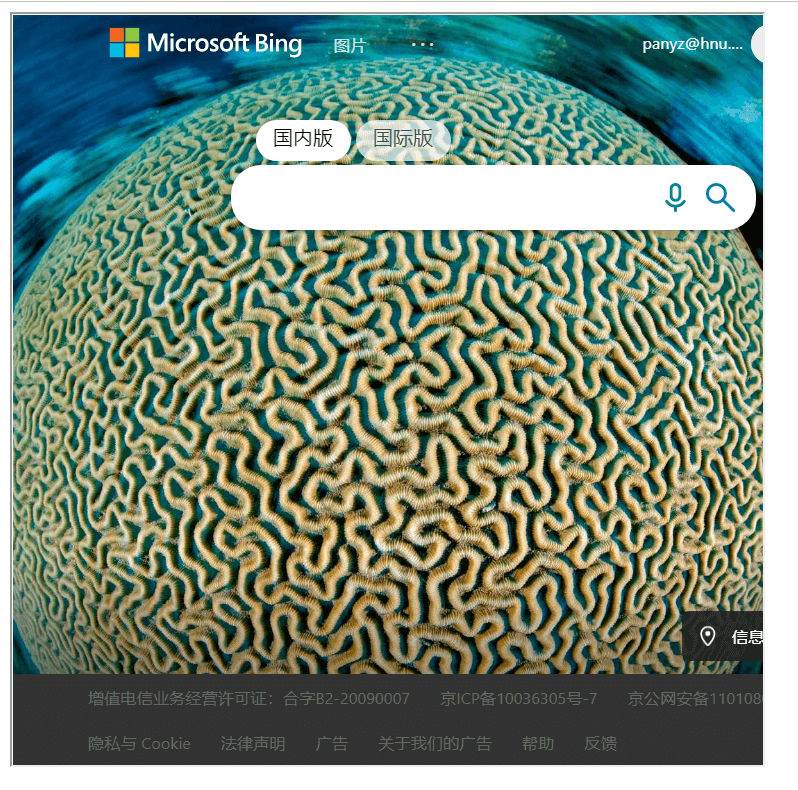 Microsoft Bing 图片 ... panyz@hnu....
国内版 国际版
信息
增值电信业务经营许可证：合字B2-20090007 京ICP备10036305号-7 京公网安备110108
隐私与 Cookie 法律声明 广告 关于我们的广告 帮助 反馈